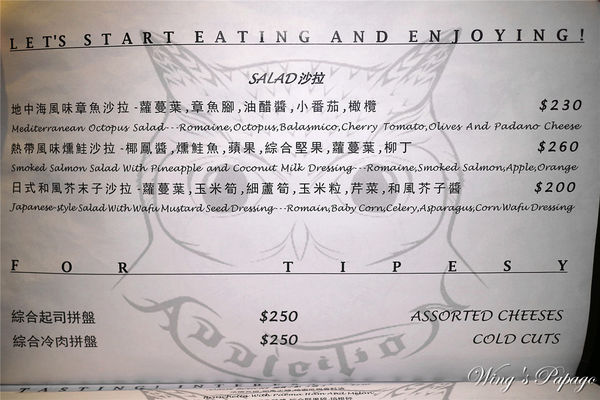 LET'S START EATING AND ENJOYING!
SALAD沙拉
地中海風味章魚沙拉 -蘿蔓葉,章魚腳,油醋醬,小番茄,橄欖 $230
Mediterranean Octopus Salad---Romaine,Octopus,Balasmico,Cherry Tomato,Olives And Padano Cheese
熱帶風味燻鮭沙拉 -椰鳳醬,燻鮭魚,蘋果,綜合堅果,蘿蔓葉,柳丁 $260
Smoked Salmon Salad With Pineapple and Coconut Milk Dressing---Romaine,Smoked Salmon,Apple,Orange
日式和風芥末子沙拉 -蘿蔓葉,玉米筍,細蘆筍,玉米粒,芹菜,和風芥子醬 $200
Japanese-style Salad With Wafu Mustard Seed Dressing---Romain,Baby Corn,Celery,Asparagus,Corn Wafu Dressing
FOR TIPESY
綜合起司拼盤 $250 ASSORTED CHEESES
綜合冷肉拼盤 $250 COLD CUTS
Addiction
Wing's Papago